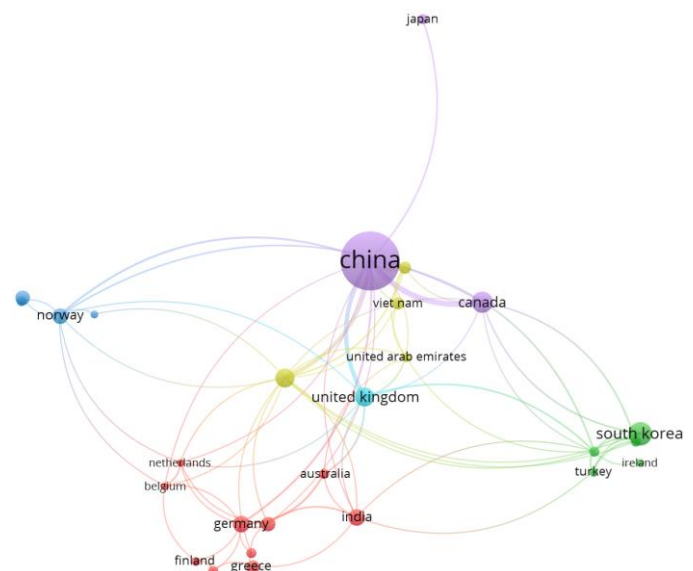 japan
china
viet nam
canada
norway
united arab emirates
united kingdom
south korea
netherlands
ireland
turkey
australia
belgium
germany
india
finland
greece